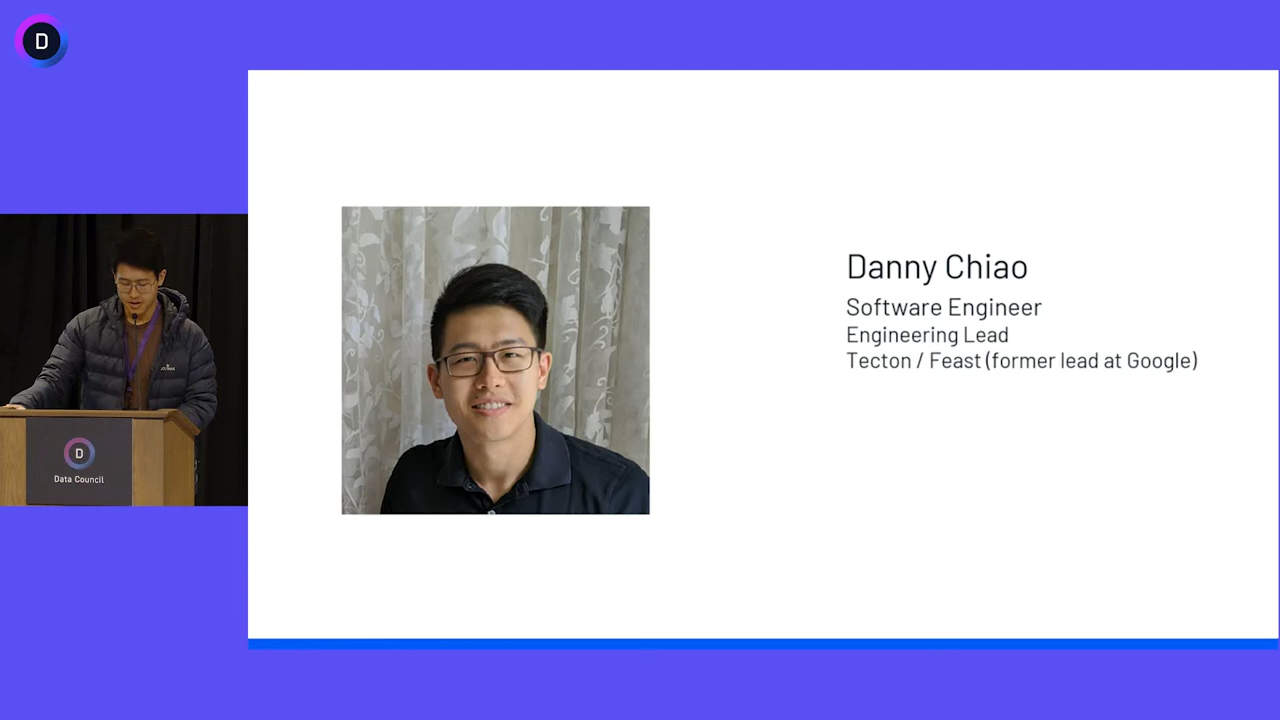 D
Danny Chiao
Software Engineer
Engineering Lead
Tecton / Feast (former lead at Google)
D
Data Council